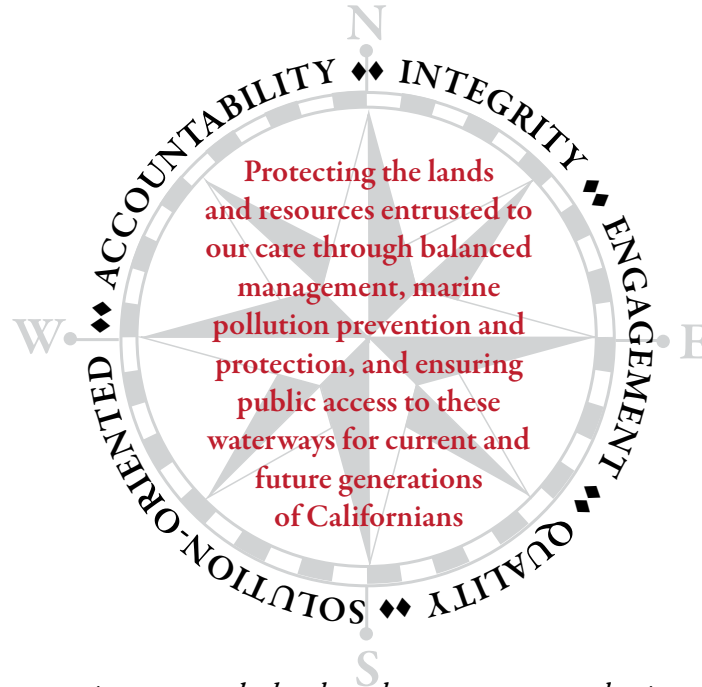 N
ACCOUNTABILITY ♦♦ INTEGRITY ♦♦ ENGAGEMENT ♦♦ QUALITY ♦♦ SOLUTION-ORIENTED ♦♦
Protecting the lands
and resources entrusted to
our care through balanced
management, marine
pollution prevention and
protection, and ensuring
public access to these
waterways for current and
future generations
of Californians
W
E
S